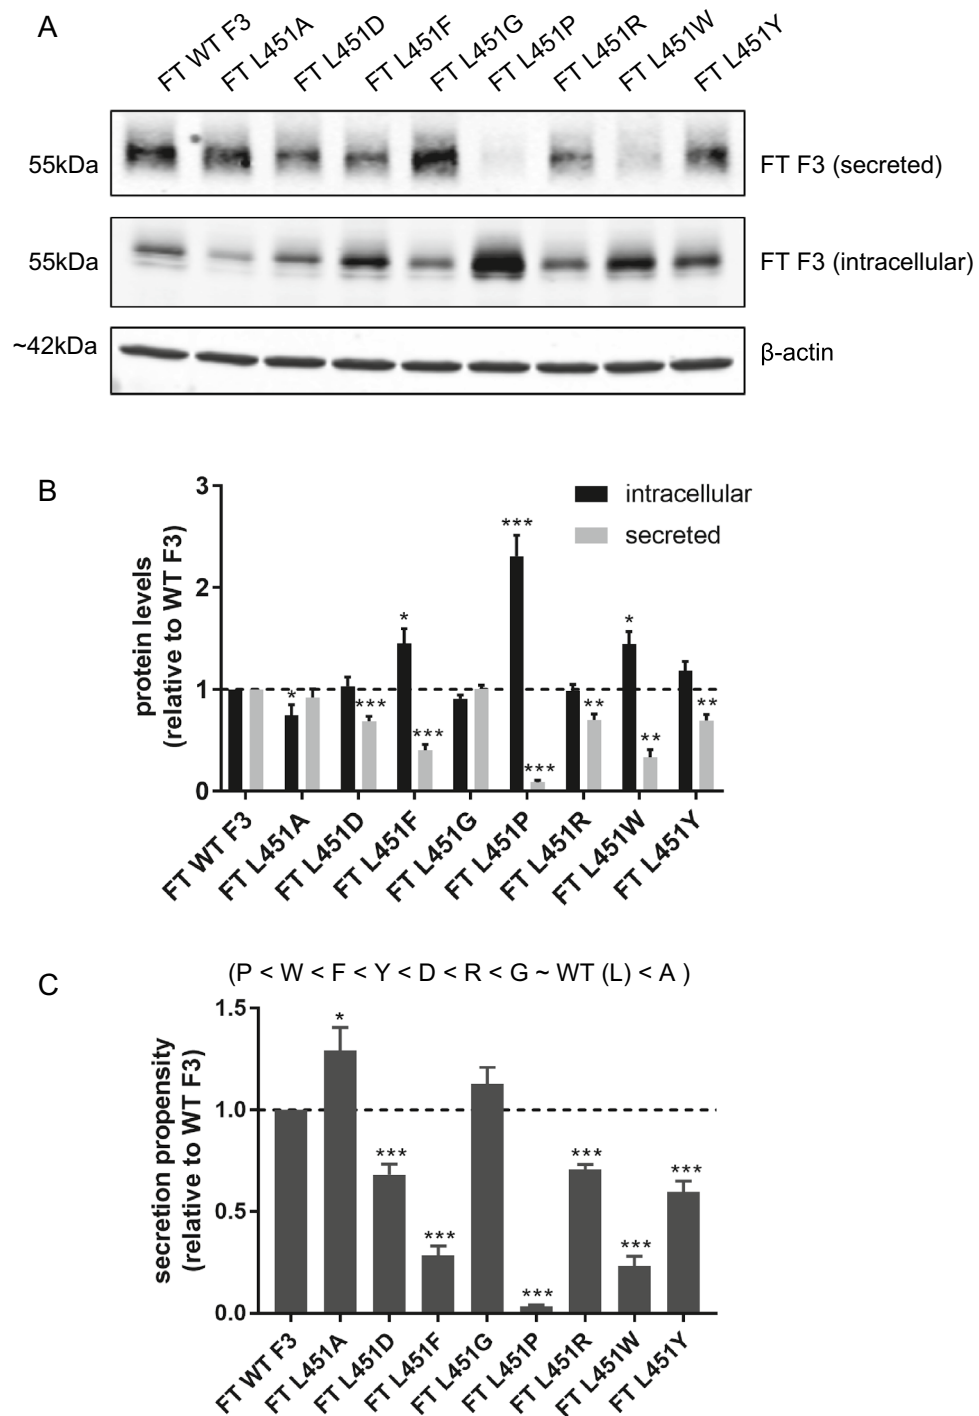 A
FT WT F3 FT L451A FT L451D FT L451F FT L451G FT L451P FT L451R FT L451W FT L451Y
55kDa FT F3 (secreted)
55kDa FT F3 (intracellular)
~42kDa β-actin
B
protein levels
(relative to WT F3)
3
2
1
0
intracellular
secreted
* *** * *** *** *** ** * ** **
FT WT F3 FT L451A FT L451D FT L451F FT L451G FT L451P FT L451R FT L451W FT L451Y
C
(P < W < F < Y < D < R < G ~ WT (L) < A )
secretion propensity
(relative to WT F3)
1.5
1.0
0.5
0.0
* *** *** *** *** *** ***
FT WT F3 FT L451A FT L451D FT L451F FT L451G FT L451P FT L451R FT L451W FT L451Y